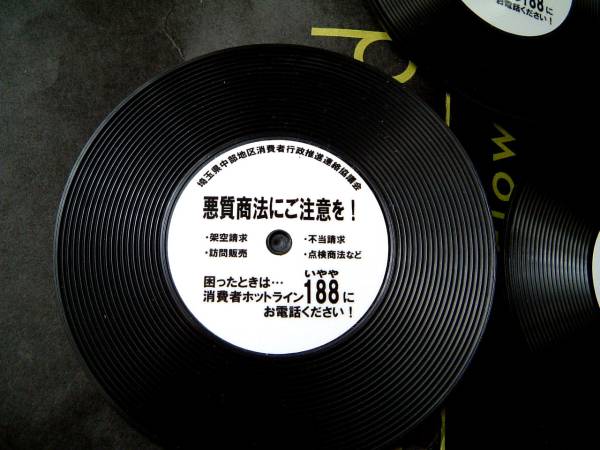 埼玉県中部地区消費者行政推進連絡協議会
悪質商法にご注意を！
・架空請求 ・不当請求
・訪問販売 ・点検商法など
困ったときは… いやや
消費者ホットライン188に
お電話ください！
188に
お電話ください！